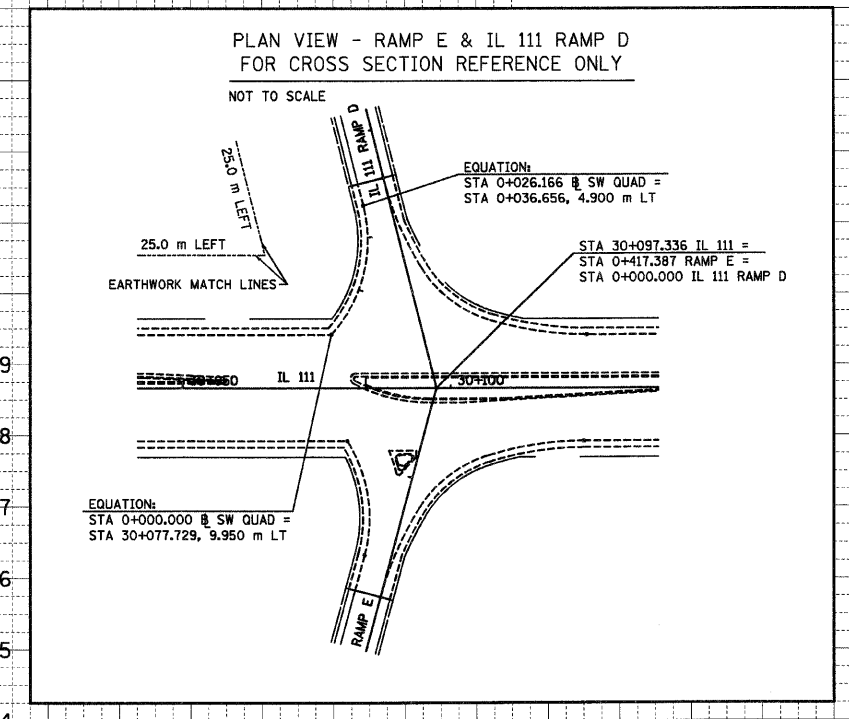 PLAN VIEW - RAMP E & IL 111 RAMP D
FOR CROSS SECTION REFERENCE ONLY
NOT TO SCALE
IL 111 RAMP D
25.0 m LEFT
EQUATION:
STA 0+026.166 ℄ SW QUAD =
STA 0+036.656, 4.900 m LT
25.0 m LEFT
EARTHWORK MATCH LINES
STA 30+097.336 IL 111 =
STA 0+417.387 RAMP E =
STA 0+000.000 IL 111 RAMP D
IL 111
30+100
EQUATION:
STA 0+000.000 ℄ SW QUAD =
STA 30+077.729, 9.950 m LT
RAMP E
9
8
7
6
5